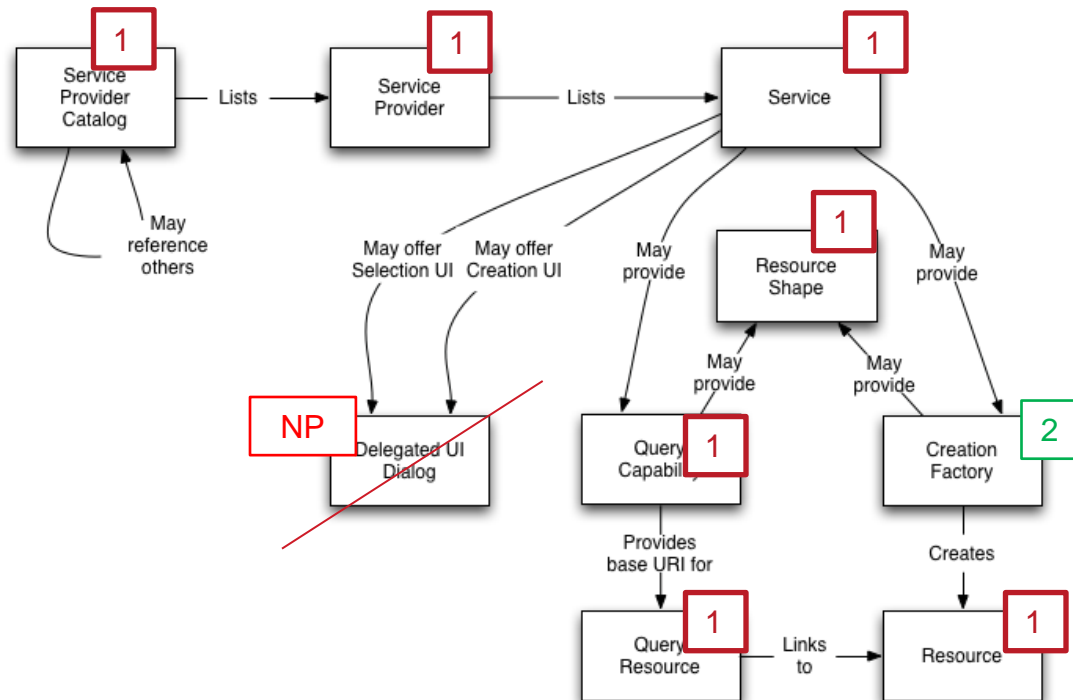 1
1
1
Service
Provider
Catalog
Lists
Service
Provider
Lists
Service
May
reference
others
May offer
Selection UI
May offer
Creation UI
May
provide
1
Resource
Shape
May
provide
May
provide
May
provide
NP
Delegated UI
Dialog
Query
Capability
1
Creation
Factory
2
Provides
base URI for
Creates
Query
Resource
1
Links
to
Resource
1